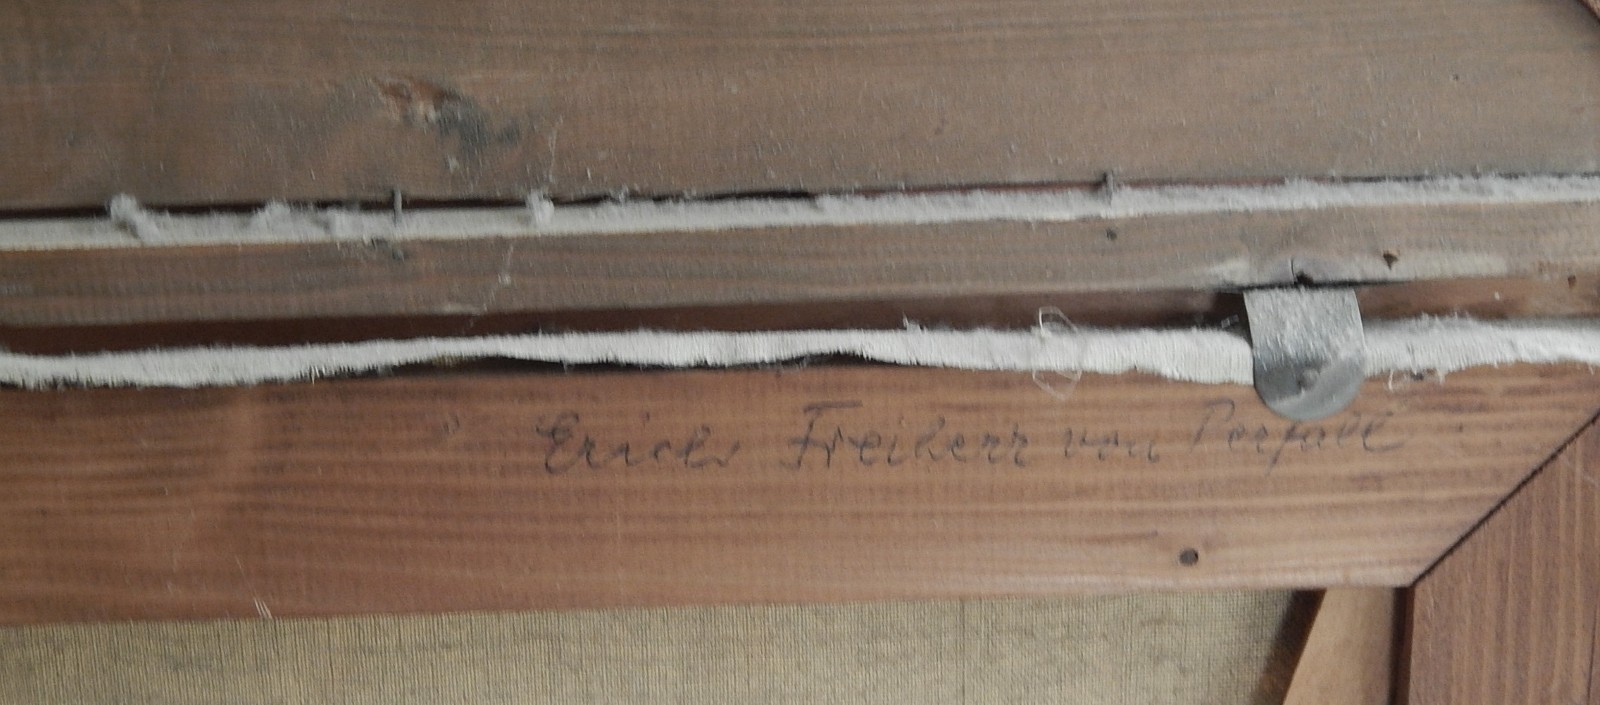 Erich Freiherr von Perfall